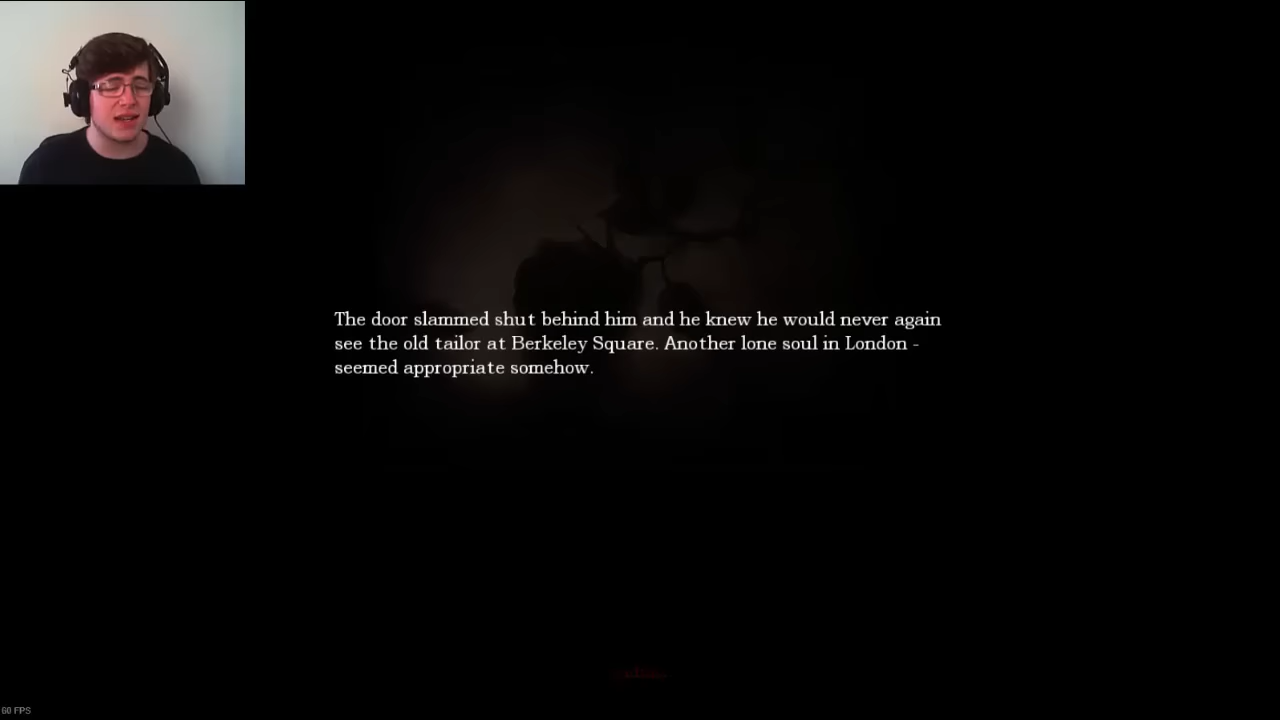 The door slammed shut behind him and he knew he would never again
see the old tailor at Berkeley Square. Another lone soul in London -
seemed appropriate somehow.
60 FPS